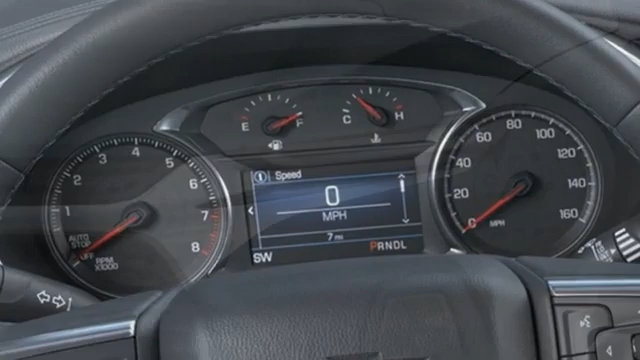 E F
C H
1 2 3 4 5 6 7 8
AUTO
STOP
OFF
RPM
X1000
Speed
0
MPH
7 mi
PRNDL
SW
0 20 40 60 80 100 120 140 160
MPH